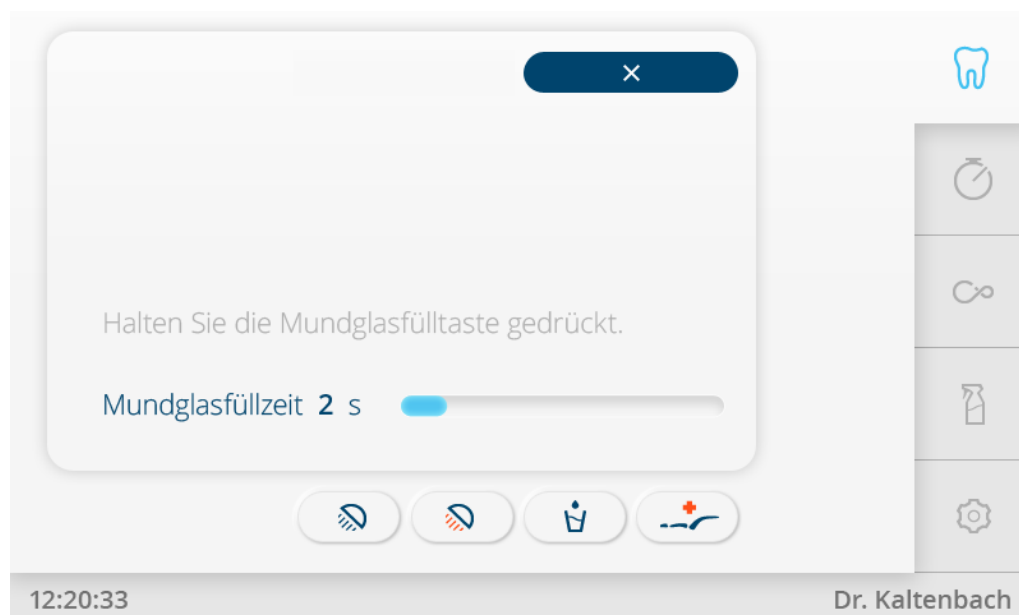 Halten Sie die Mundglasfülltaste gedrückt.
Mundglasfüllzeit 2 s
12:20:33 Dr. Kaltenbach